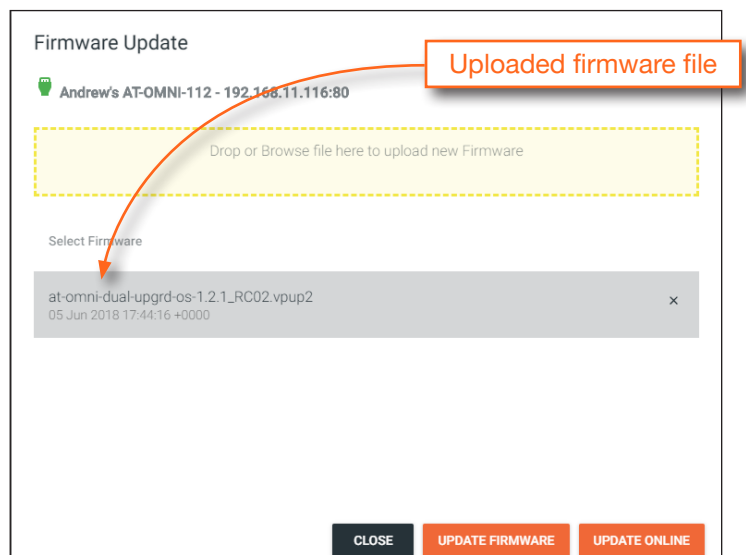 Firmware Update
Uploaded firmware file
Andrew's AT-OMNI-112 - 192.168.11.116:80
Drop or Browse file here to upload new Firmware
Select Firmware
at-omni-dual-upgrd-os-1.2.1_RC02.vpup2
05 Jun 2018 17:44:16 +0000
×
CLOSE
UPDATE FIRMWARE
UPDATE ONLINE